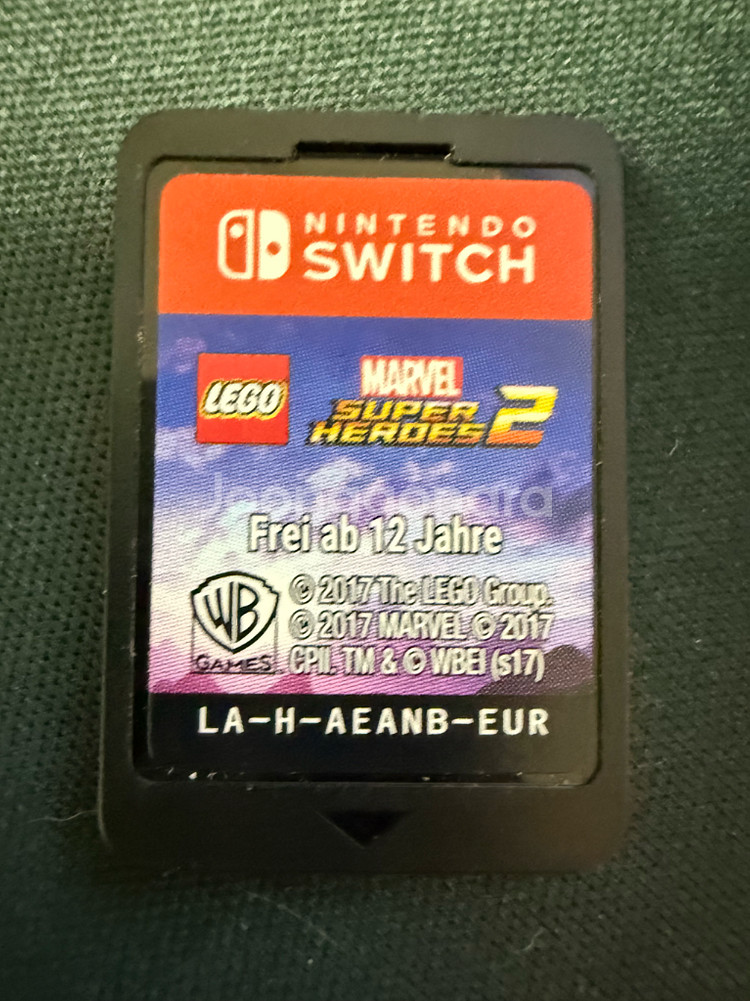 NINTENDO
SWITCH
LEGO
MARVEL
SUPER
HEROES 2
Joonggonara
Frei ab 12 Jahre
WB
GAMES
© 2017 The LEGO Group.
© 2017 MARVEL © 2017
CPII. TM & © WBEI (s17)
LA-H-AEANB-EUR